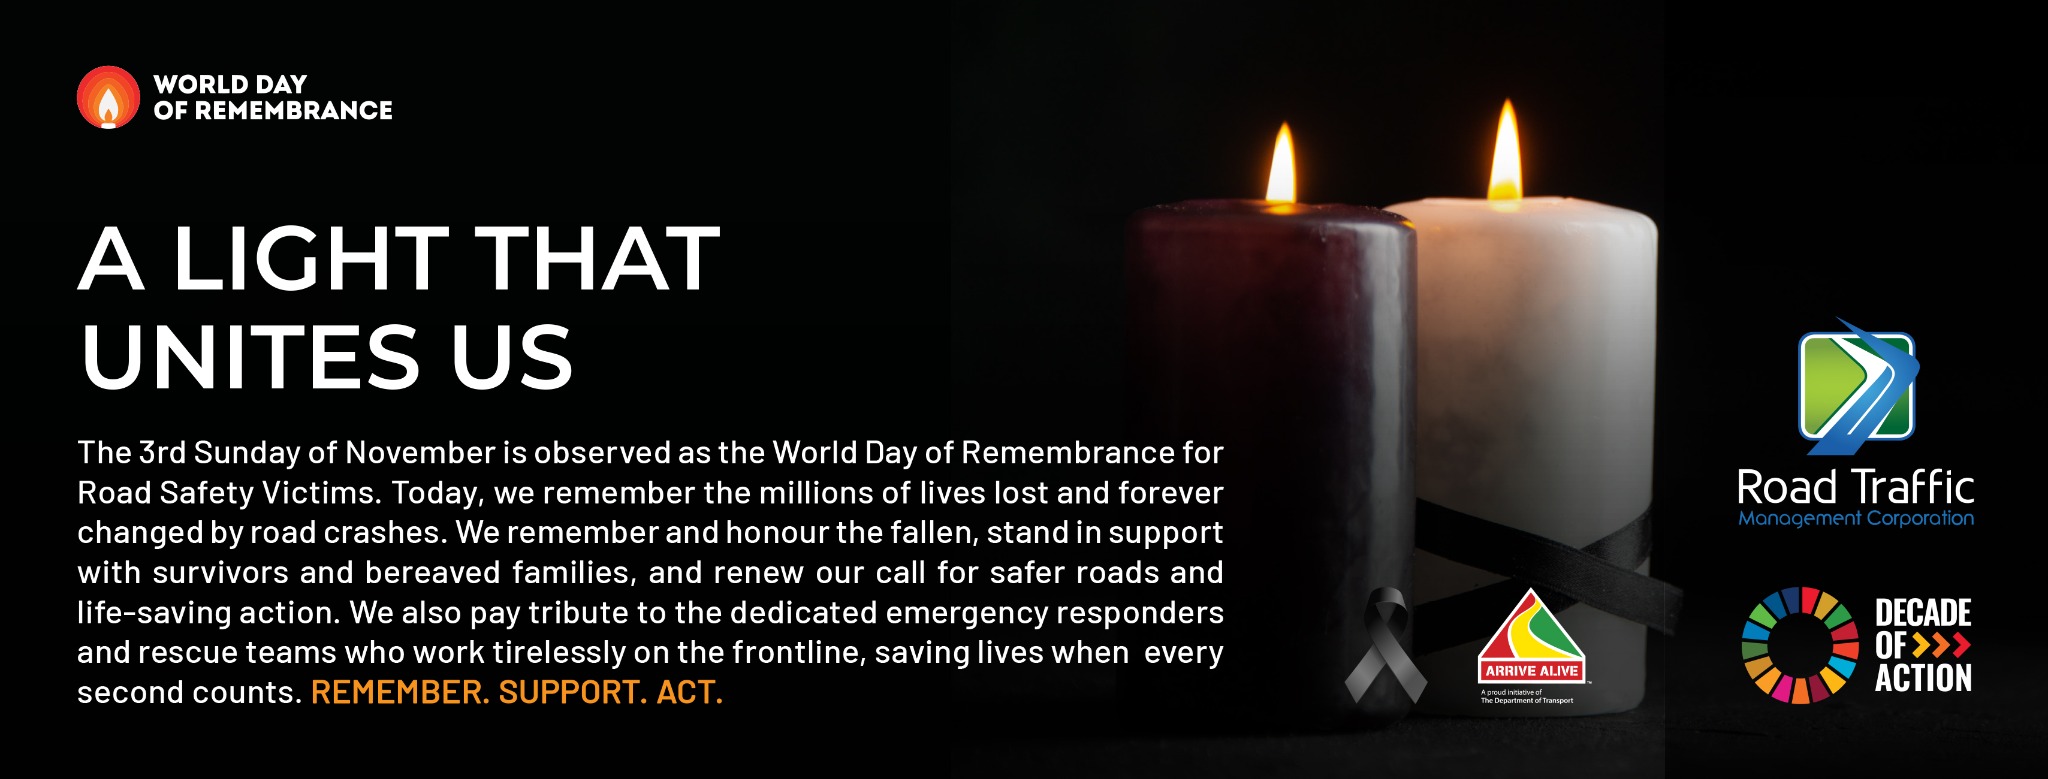 WORLD DAY
OF REMEMBRANCE
A LIGHT THAT
UNITES US
The 3rd Sunday of November is observed as the World Day of Remembrance for
Road Safety Victims. Today, we remember the millions of lives lost and forever
changed by road crashes. We remember and honour the fallen, stand in support
with survivors and bereaved families, and renew our call for safer roads and
life-saving action. We also pay tribute to the dedicated emergency responders
and rescue teams who work tirelessly on the frontline, saving lives when every
second counts. REMEMBER. SUPPORT. ACT.
ARRIVE ALIVE™
A proud initiative of
The Department of Transport
Road Traffic
Management Corporation
DECADE
OF
ACTION